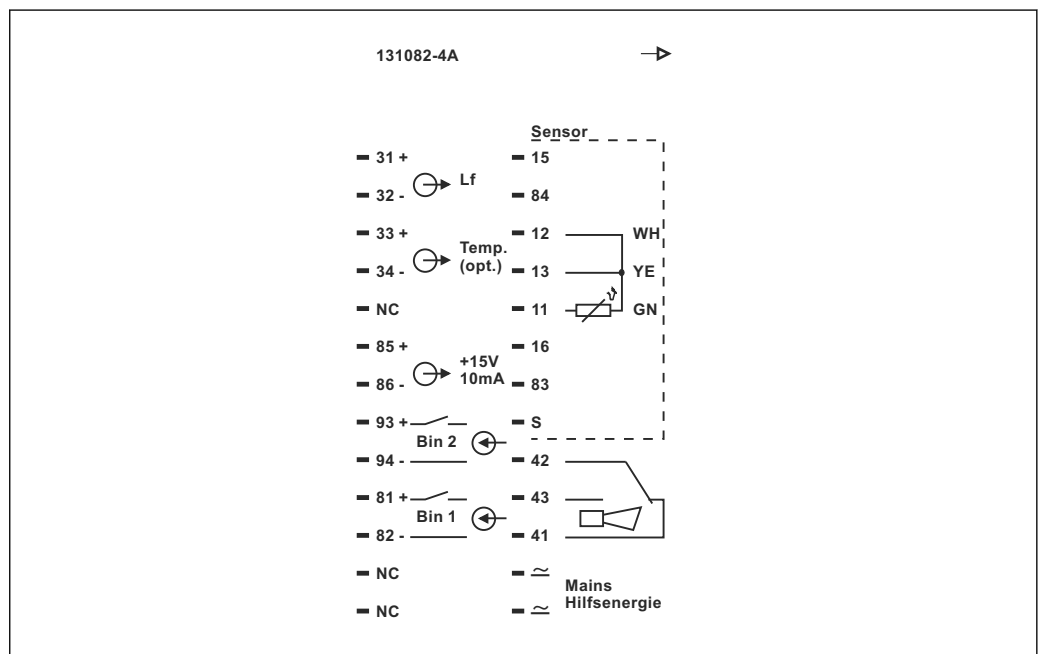 131082-4A
Sensor
31 +
15
Lf
32 -
84
33 +
12
WH
Temp.
(opt.)
34 -
13
YE
NC
11
GN
85 +
16
+15V
10mA
86 -
83
93 +
S
Bin 2
94 -
42
81 +
43
Bin 1
82 -
41
NC
≃
Mains
Hilfsenergie
NC
≃